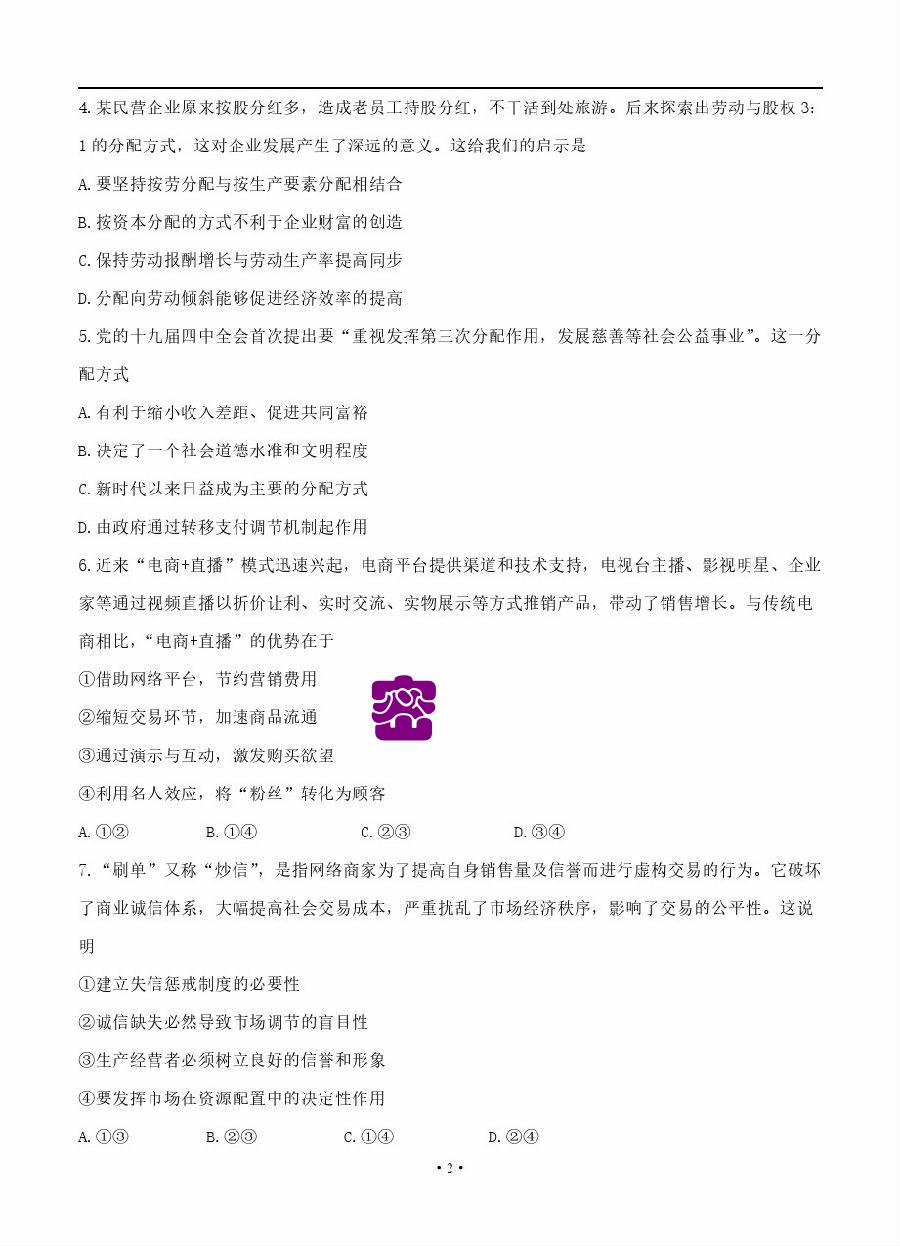 4. 某民营企业原来按股分红多，造成老员工持股分红，不干活到处旅游。后来探索出劳动与股权 3：
1 的分配方式，这对企业发展产生了深远的意义。这给我们的启示是
A. 要坚持按劳分配与按生产要素分配相结合
B. 按资本分配的方式不利于企业财富的创造
C. 保持劳动报酬增长与劳动生产率提高同步
D. 分配向劳动倾斜能够促进经济效率的提高
5. 党的十九届四中全会首次提出要“重视发挥第三次分配作用，发展慈善等社会公益事业”。这一分
配方式
A. 有利于缩小收入差距、促进共同富裕
B. 决定了一个社会道德水准和文明程度
C. 新时代以来日益成为主要的分配方式
D. 由政府通过转移支付调节机制起作用
6. 近来“电商+直播”模式迅速兴起，电商平台提供渠道和技术支持，电视台主播、影视明星、企业
家等通过视频直播以折价让利、实时交流、实物展示等方式推销产品，带动了销售增长。与传统电
商相比，“电商+直播”的优势在于
①借助网络平台，节约营销费用
②缩短交易环节，加速商品流通
③通过演示与互动，激发购买欲望
④利用名人效应，将“粉丝”转化为顾客
A. ①② B. ①④ C. ②③ D. ③④
7. “刷单”又称“炒信”，是指网络商家为了提高自身销售量及信誉而进行虚构交易的行为。它破坏
了商业诚信体系，大幅提高社会交易成本，严重扰乱了市场经济秩序，影响了交易的公平性。这说
明
①建立失信惩戒制度的必要性
②诚信缺失必然导致市场调节的盲目性
③生产经营者必须树立良好的信誉和形象
④要发挥市场在资源配置中的决定性作用
A. ①③ B. ②③ C. ①④ D. ②④
· 2 ·